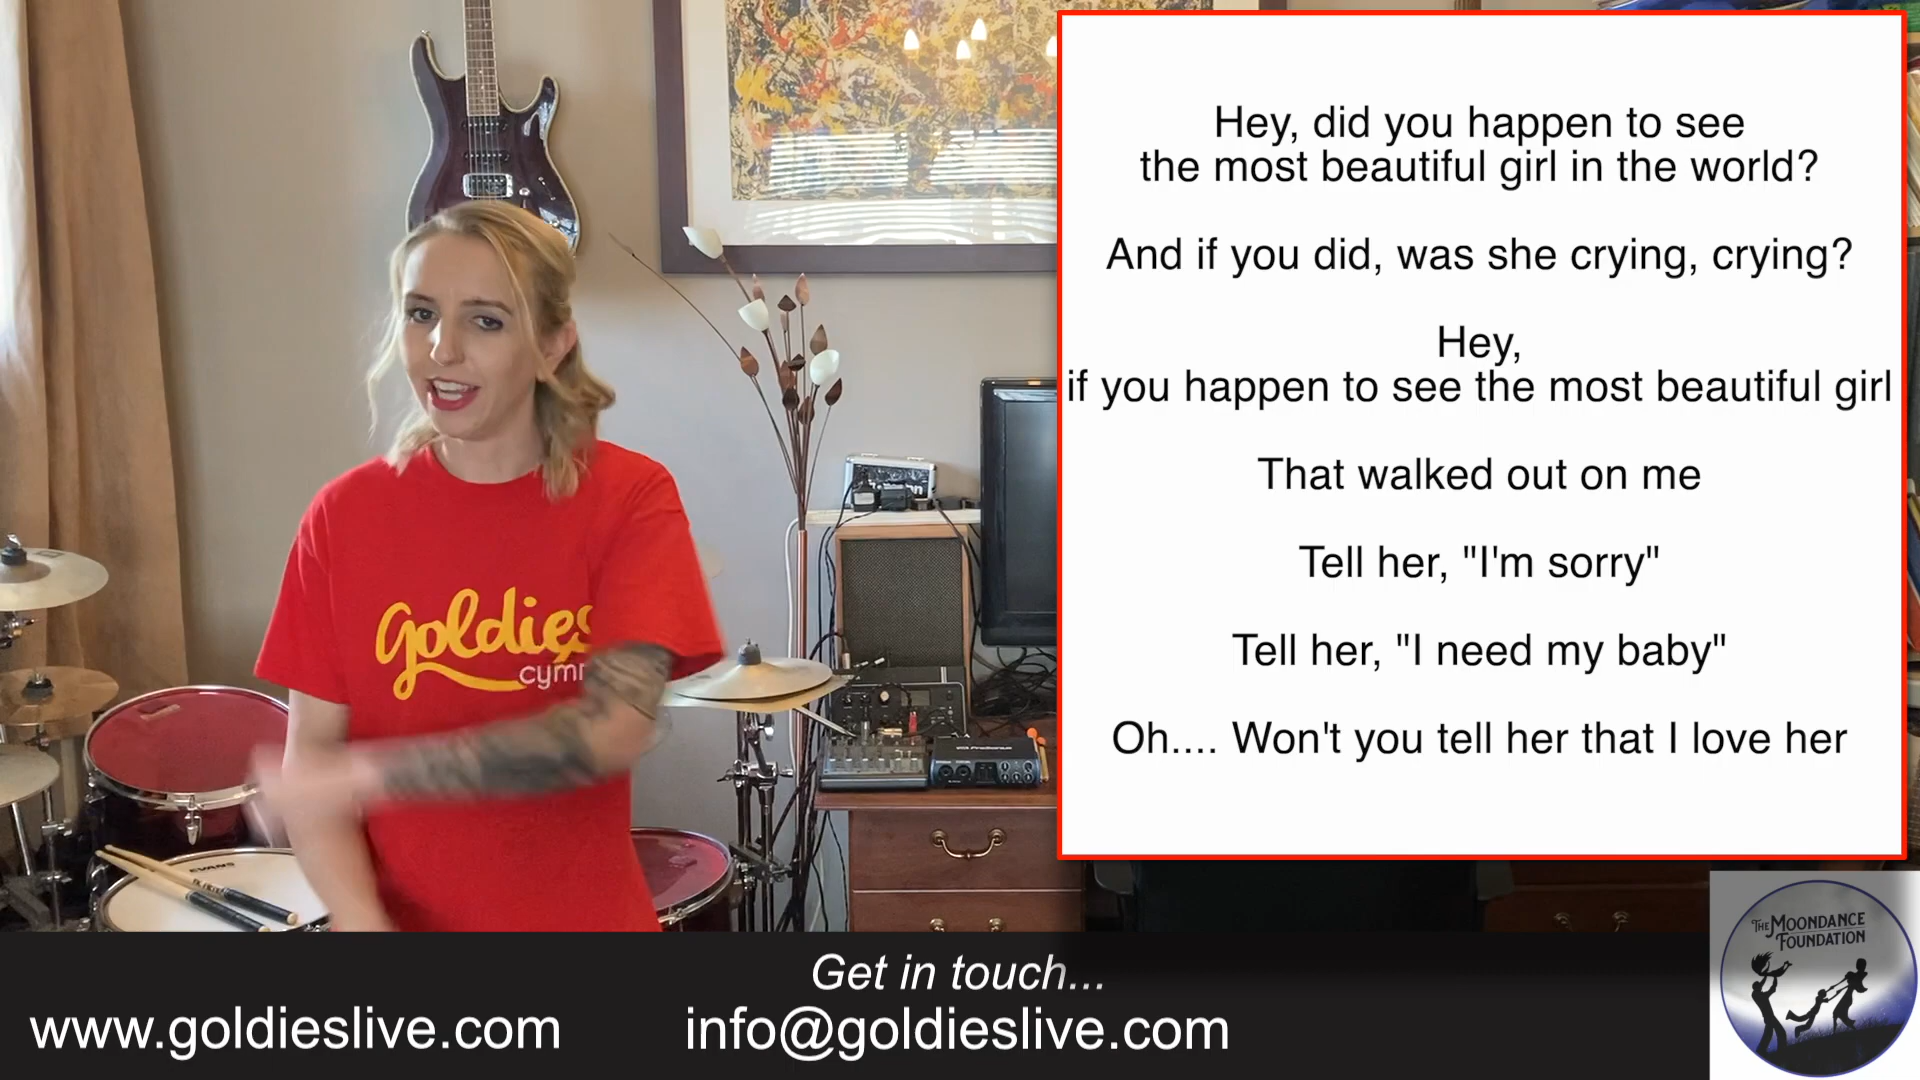 Hey, did you happen to see
the most beautiful girl in the world?
And if you did, was she crying, crying?
Hey,
if you happen to see the most beautiful girl
That walked out on me
Tell her, "I'm sorry"
Tell her, "I need my baby"
Oh.... Won't you tell her that I love her
Goldies
EVANS
PreSonus
THE MOONDANCE
FOUNDATION
Get in touch...
www.goldieslive.com
info@goldieslive.com